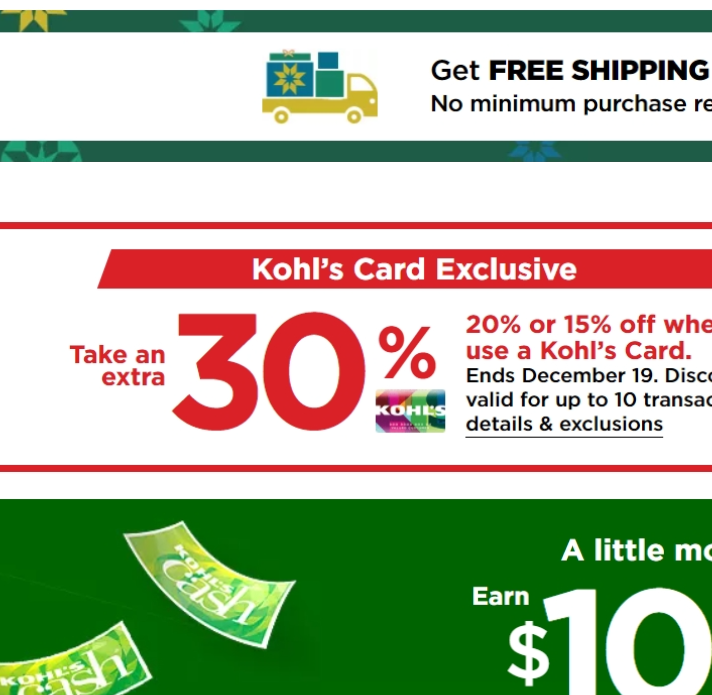 Get FREE SHIPPING
No minimum purchase re
Kohl's Card Exclusive
Take an
extra
30%
KOHL'S
20% or 15% off whe
use a Kohl's Card.
Ends December 19. Disco
valid for up to 10 transac
details & exclusions
A little mo
Earn
$10
KOHL'S
Cash
KOHL'S
Cash